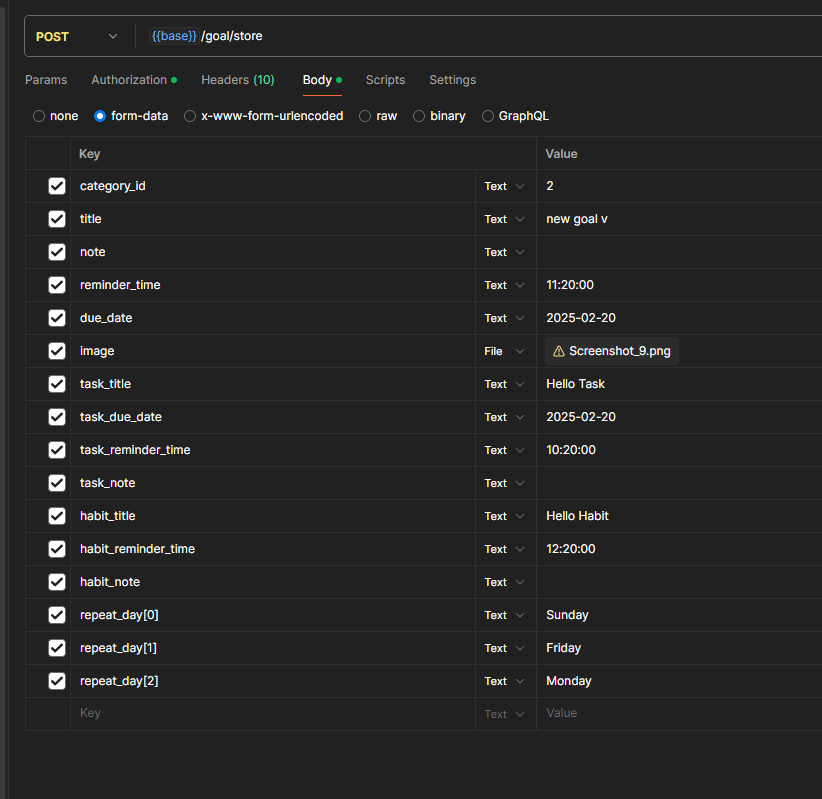 POST {{base}} /goal/store
Params Authorization Headers (10) Body Scripts Settings
none form-data x-www-form-urlencoded raw binary GraphQL
Key Value
category_id Text 2
title Text new goal v
note Text
reminder_time Text 11:20:00
due_date Text 2025-02-20
image File Screenshot_9.png
task_title Text Hello Task
task_due_date Text 2025-02-20
task_reminder_time Text 10:20:00
task_note Text
habit_title Text Hello Habit
habit_reminder_time Text 12:20:00
habit_note Text
repeat_day[0] Text Sunday
repeat_day[1] Text Friday
repeat_day[2] Text Monday
Key Text Value